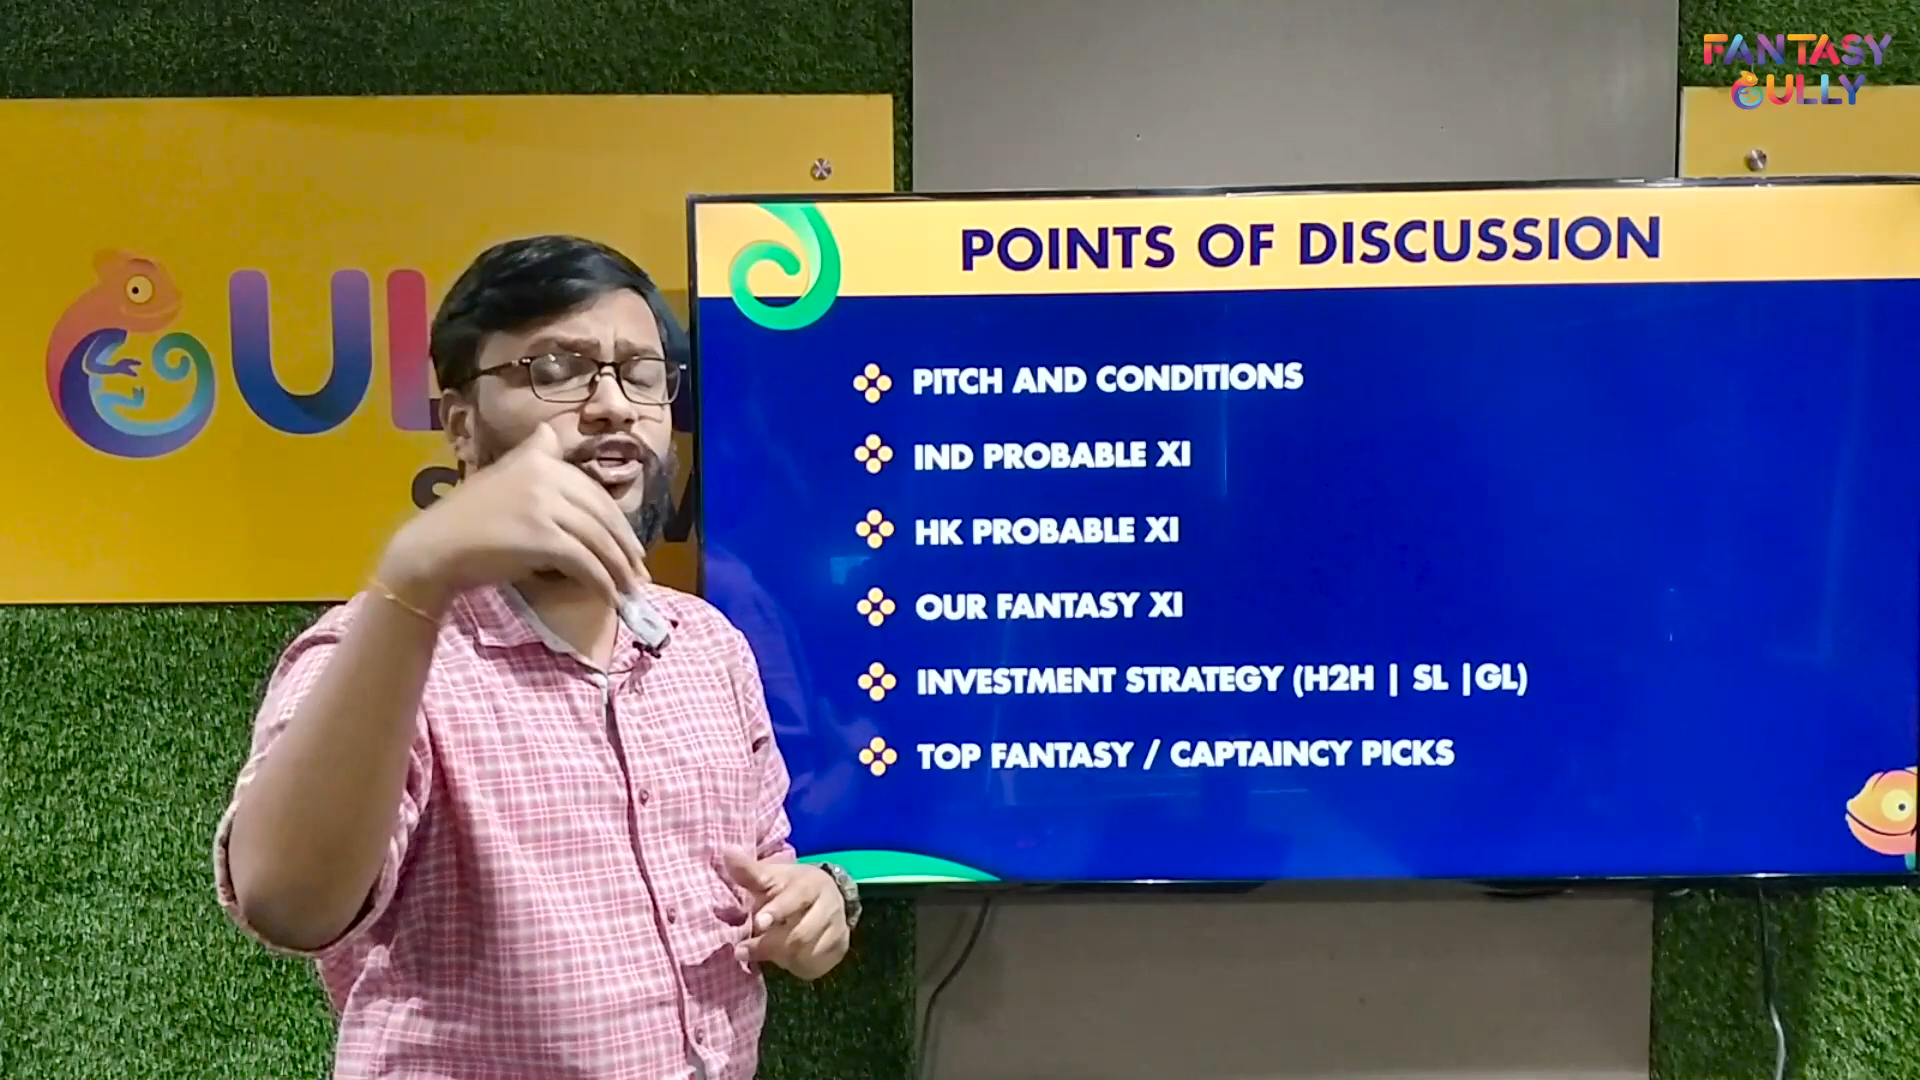 FANTASY
GULLY
GUL
POINTS OF DISCUSSION
PITCH AND CONDITIONS
IND PROBABLE XI
HK PROBABLE XI
OUR FANTASY XI
INVESTMENT STRATEGY (H2H | SL |GL)
TOP FANTASY / CAPTAINCY PICKS